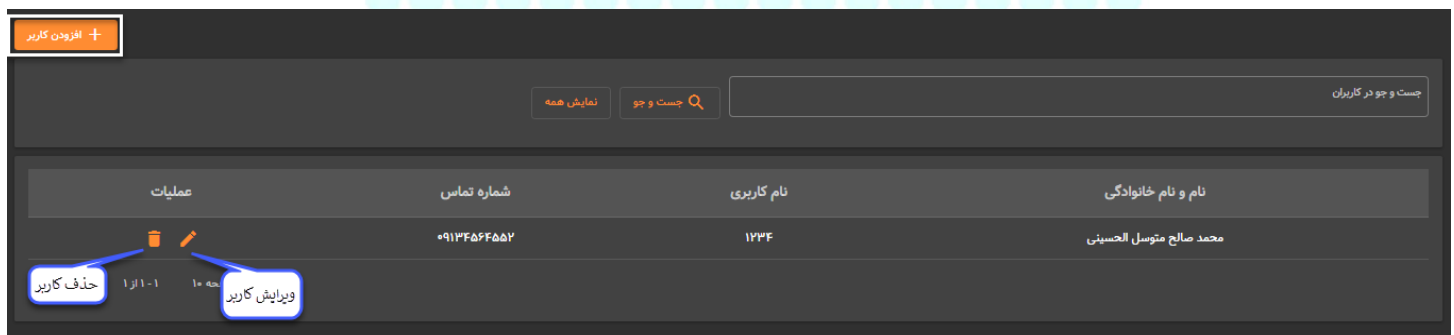 افزودن کاربر
جست و جو در کاربران
جست و جو
نمایش همه
نام و نام خانوادگی
نام کاربری
شماره تماس
عملیات
محمد صالح متوسل الحسینی
۱۲۳۴
۰۹۱۳۴۵۶۴۵۵۲
ویرایش کاربر
حذف کاربر
۱۰
۱-۱ از ۱